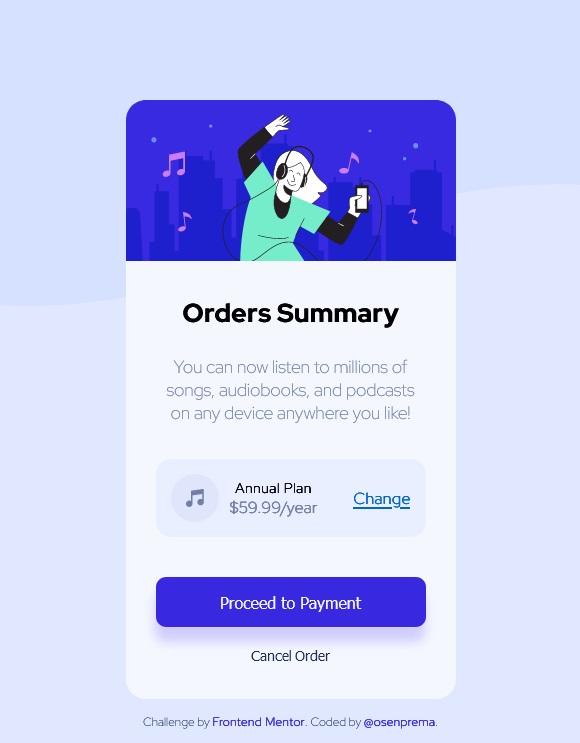 Orders Summary
You can now listen to millions of
songs, audiobooks, and podcasts
on any device anywhere you like!
Annual Plan
$59.99/year
Change
Proceed to Payment
Cancel Order
Challenge by Frontend Mentor. Coded by @osenprema.